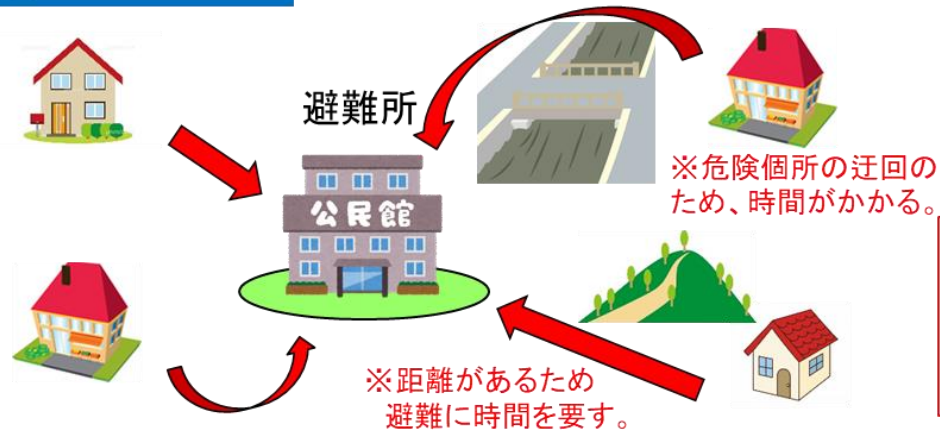 避難所
公民館
※危険個所の迂回の
ため、時間がかかる。
※距離があるため
避難に時間を要す。